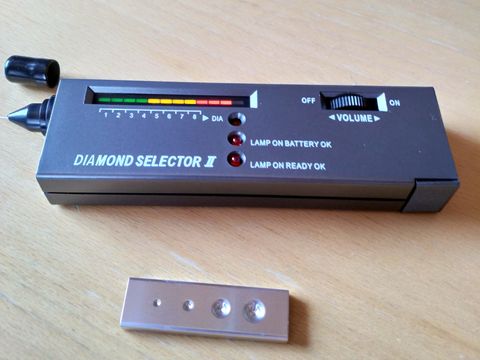 1 2 3 4 5 6 7 8 ▶ DIA
OFF ON
◀VOLUME▶
LAMP ON BATTERY OK
DIAMOND SELECTOR II
LAMP ON READY OK